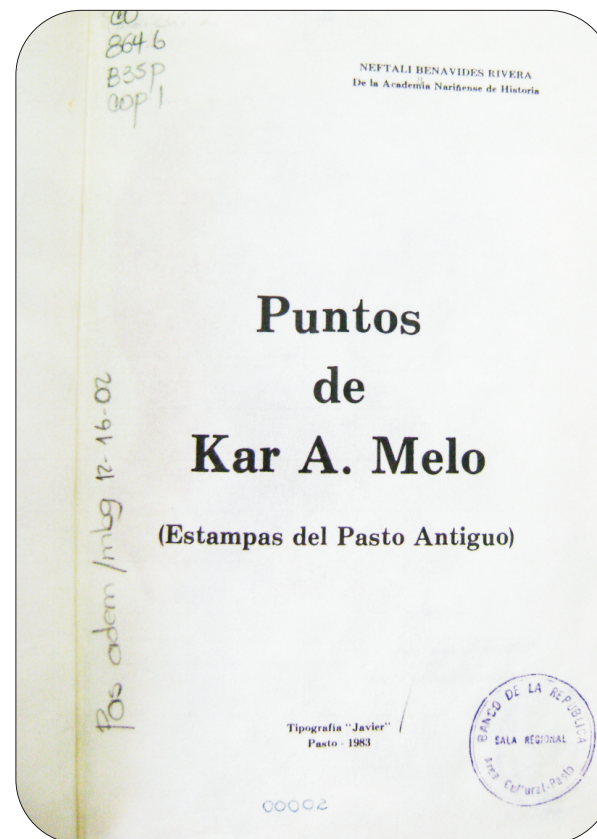 CO
864-6
B35P
COP 1
NEFTALI BENAVIDES RIVERA
De la Academia Nariñense de Historia
Puntos
de
Kar A. Melo
(Estampas del Pasto Antiguo)
Pos adem/mbg 12-16-02
Tipografia "Javier"
Pasto - 1983
BANCO DE LA REPUBLICA
SALA REGIONAL
Area Cultural-Pasto
00002